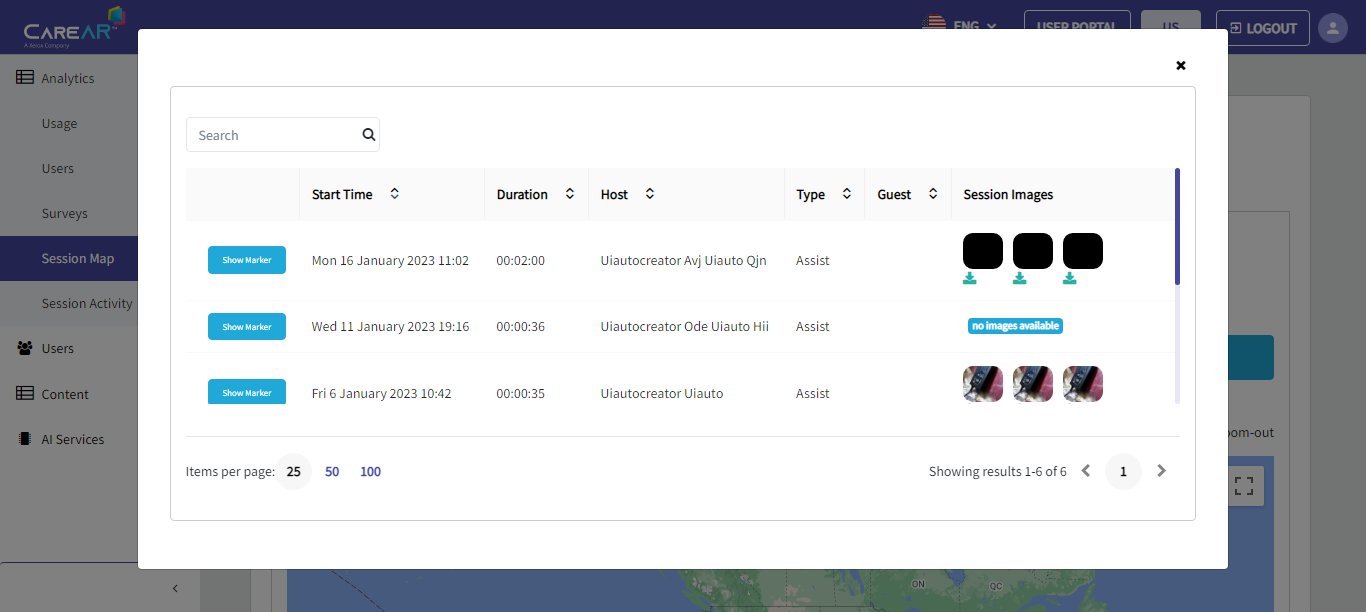 CAREAR™
A Xerox Company
ENG
USER PORTAL
US
LOGOUT
Analytics
Usage
Users
Surveys
Session Map
Session Activity
Users
Content
AI Services
Search
Start Time Duration Host Type Guest Session Images
Show Marker Mon 16 January 2023 11:02 00:02:00 Uiautocreator Avj Uiauto Qjn Assist
Show Marker Wed 11 January 2023 19:16 00:00:36 Uiautocreator Ode Uiauto Hii Assist no images available
Show Marker Fri 6 January 2023 10:42 00:00:35 Uiautocreator Uiauto Assist
Items per page: 25 50 100
Showing results 1-6 of 6 1
oom-out
ON
QC